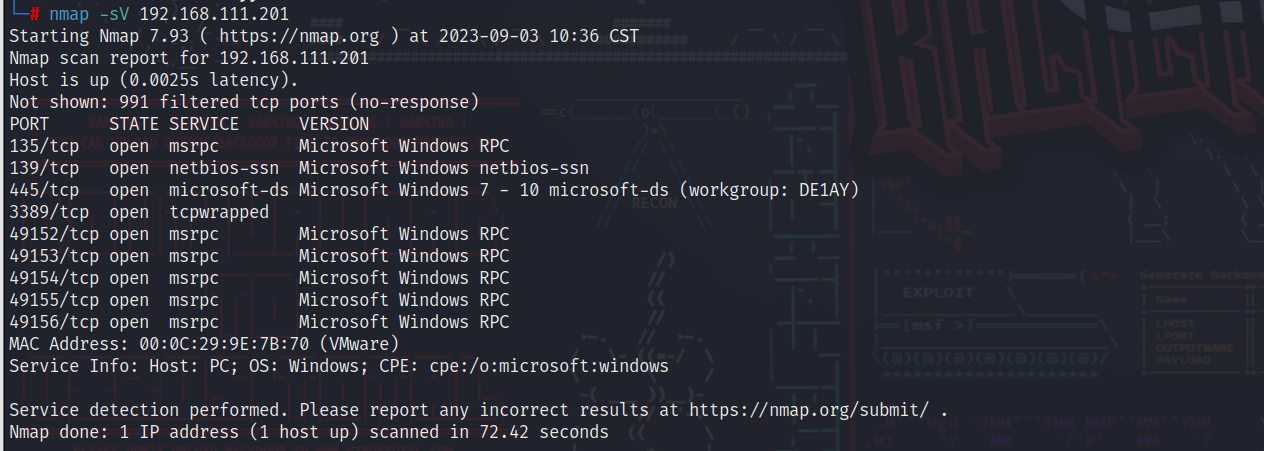 └─# nmap -sV 192.168.111.201
Starting Nmap 7.93 ( https://nmap.org ) at 2023-09-03 10:36 CST
Nmap scan report for 192.168.111.201
Host is up (0.0025s latency).
Not shown: 991 filtered tcp ports (no-response)
PORT      STATE SERVICE      VERSION
135/tcp   open  msrpc        Microsoft Windows RPC
139/tcp   open  netbios-ssn  Microsoft Windows netbios-ssn
445/tcp   open  microsoft-ds Microsoft Windows 7 - 10 microsoft-ds (workgroup: DE1AY)
3389/tcp  open  tcpwrapped
49152/tcp open  msrpc        Microsoft Windows RPC
49153/tcp open  msrpc        Microsoft Windows RPC
49154/tcp open  msrpc        Microsoft Windows RPC
49155/tcp open  msrpc        Microsoft Windows RPC
49156/tcp open  msrpc        Microsoft Windows RPC
MAC Address: 00:0C:29:9E:7B:70 (VMware)
Service Info: Host: PC; OS: Windows; CPE: cpe:/o:microsoft:windows
Service detection performed. Please report any incorrect results at https://nmap.org/submit/ .
Nmap done: 1 IP address (1 host up) scanned in 72.42 seconds
RECON
EXPLOIT
[msf >]
Name
LHOST
LPORT
OUTPUTNAME
PAYLOAD